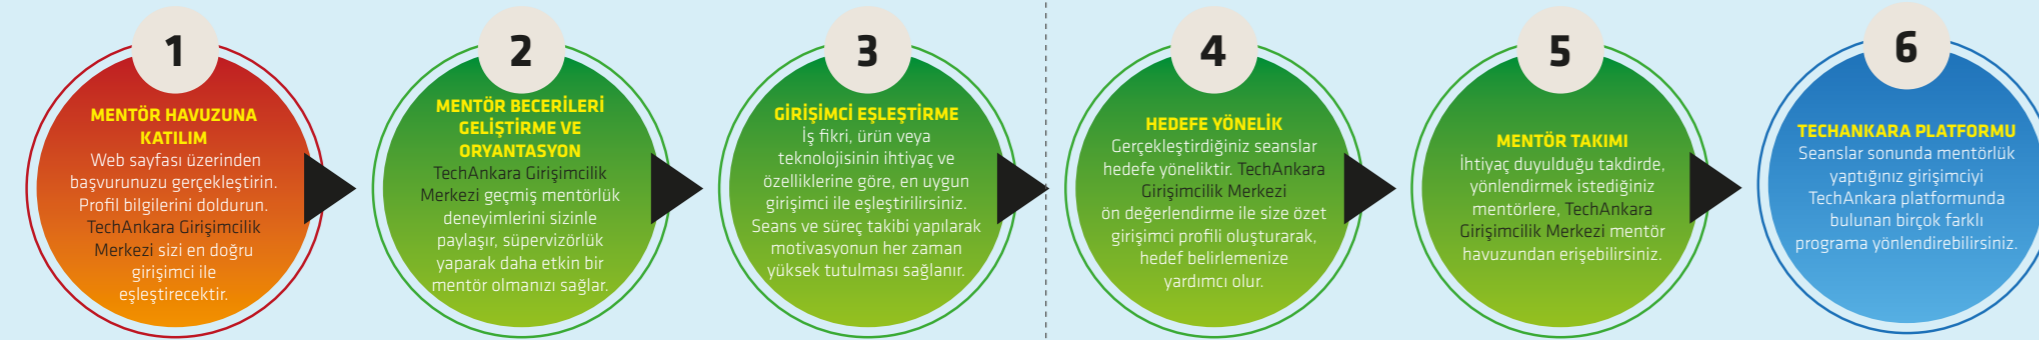 1
MENTÖR HAVUZUNA
KATILIM
Web sayfası üzerinden
başvurunuzu gerçekleştirin.
Profil bilgilerini doldurun.
TechAnkara Girişimcilik
Merkezi sizi en doğru
girişimci ile
eşleştirecektir.
2
MENTÖR BECERİLERİ
GELİŞTİRME VE
ORYANTASYON
TechAnkara Girişimcilik
Merkezi geçmiş mentörlük
deneyimlerini sizinle
paylaşır, süpervizörlük
yaparak daha etkin bir
mentör olmanızı sağlar.
3
GİRİŞİMCİ EŞLEŞTİRME
İş fikri, ürün veya
teknolojisinin ihtiyaç ve
özelliklerine göre, en uygun
girişimci ile eşleştirilirsiniz.
Seans ve süreç takibi yapılarak
motivasyonun her zaman
yüksek tutulması sağlanır.
4
HEDEFE YÖNELİK
Gerçekleştirdiğiniz seanslar
hedefe yöneliktir. TechAnkara
Girişimcilik Merkezi
ön değerlendirme ile size özet
girişimci profili oluşturarak,
hedef belirlemenize
yardımcı olur.
5
MENTÖR TAKIMI
İhtiyaç duyulduğu takdirde,
yönlendirmek istediğiniz
mentörlere, TechAnkara
Girişimcilik Merkezi mentör
havuzundan erişebilirsiniz.
6
TECHANKARA PLATFORMU
Seanslar sonunda mentörlük
yaptığınız girişimciyi
TechAnkara platformunda
bulunan birçok farklı
programa yönlendirebilirsiniz.